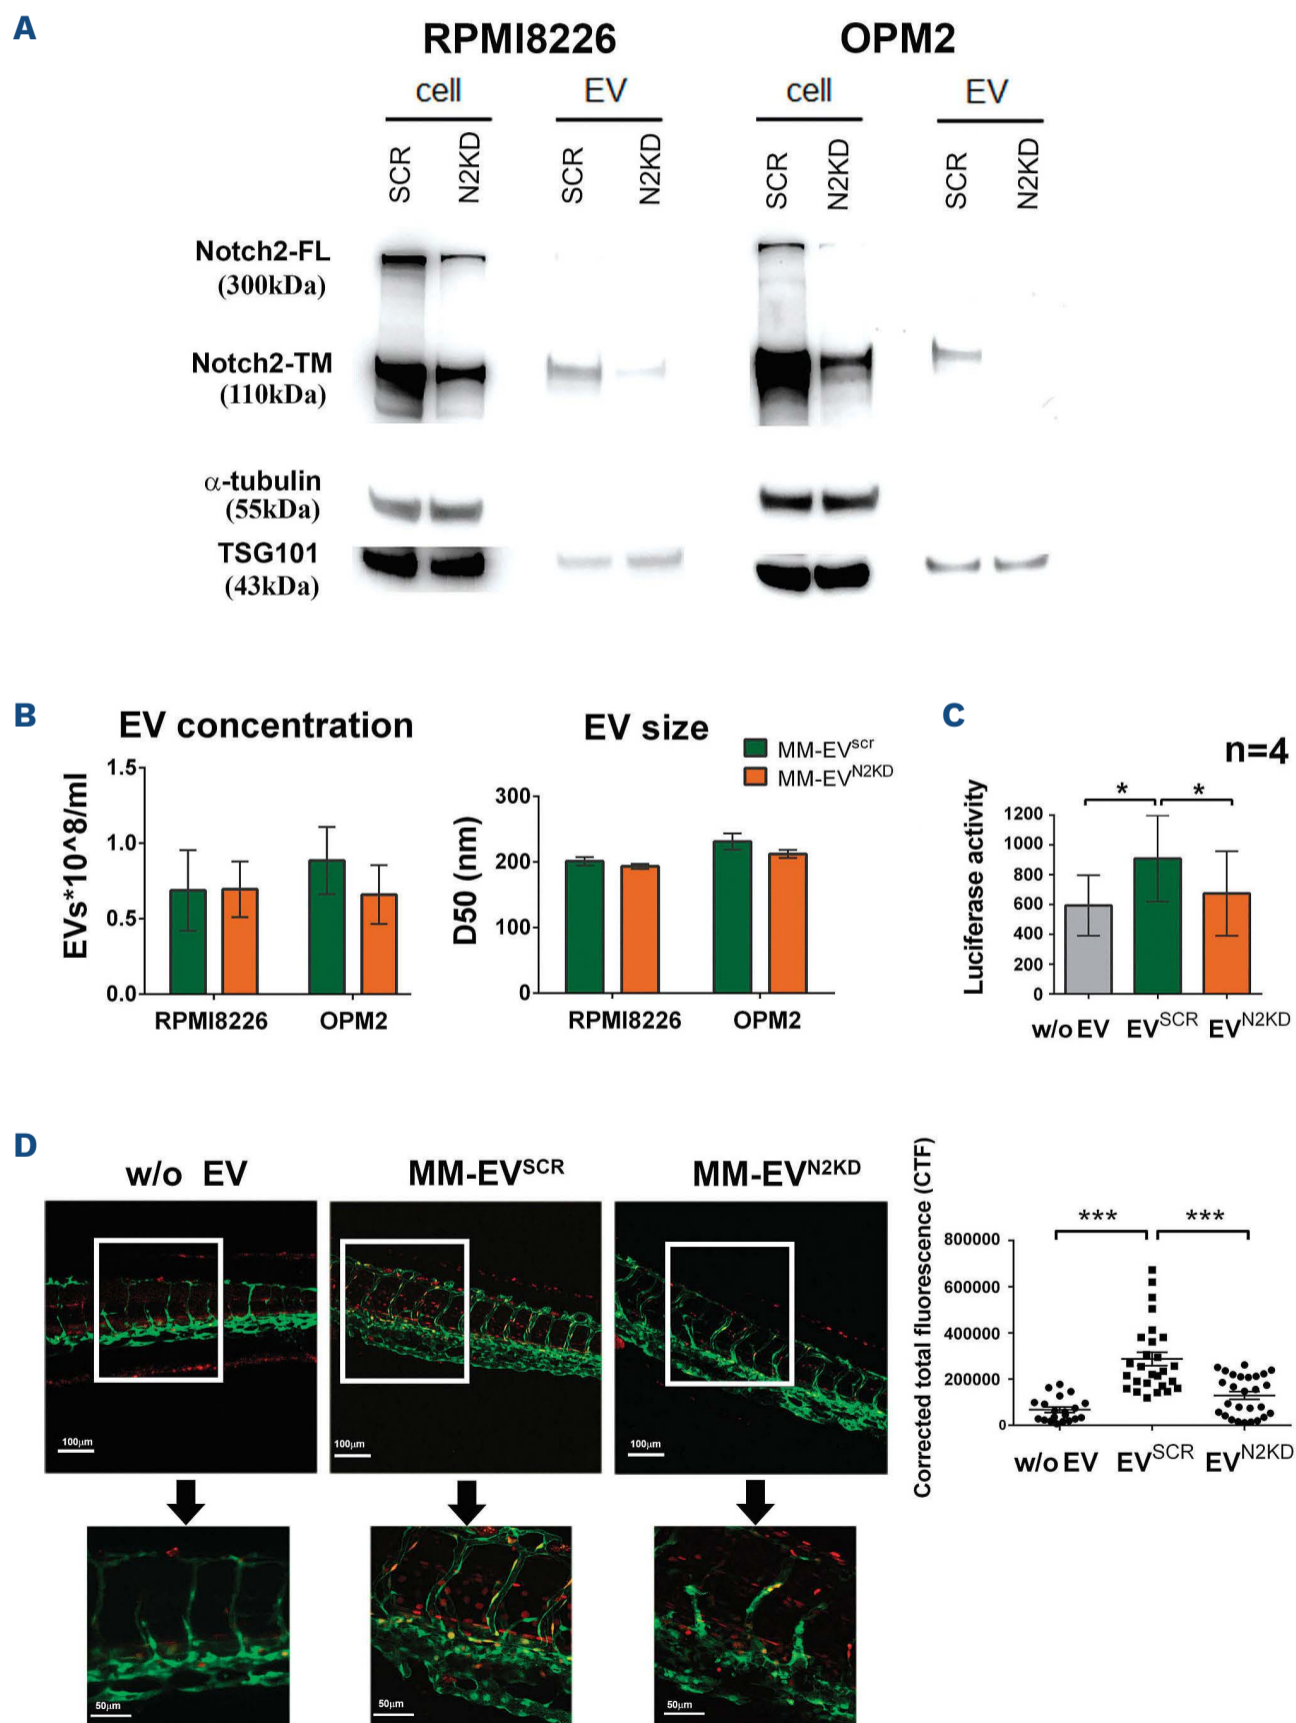 A
RPMI8226 OPM2
cell EV cell EV
SCR N2KD SCR N2KD SCR N2KD SCR N2KD
Notch2-FL
(300kDa)
Notch2-TM
(110kDa)
α-tubulin
(55kDa)
TSG101
(43kDa)
B
EV concentration
EVs*10^8/ml
1.5
1.0
0.5
0.0
RPMI8226 OPM2
EV size
MM-EVscr
MM-EVN2KD
D50 (nm)
300
200
100
0
RPMI8226 OPM2
C
n=4
Luciferase activity
* *
1200
1000
800
600
400
200
0
w/o EV EVSCR EVN2KD
D
w/o EV MM-EVSCR MM-EVN2KD
100µm 100µm 100µm
50µm 50µm 50µm
Corrected total fluorescence (CTF)
*** ***
800000
600000
400000
200000
0
w/o EV EVSCR EVN2KD